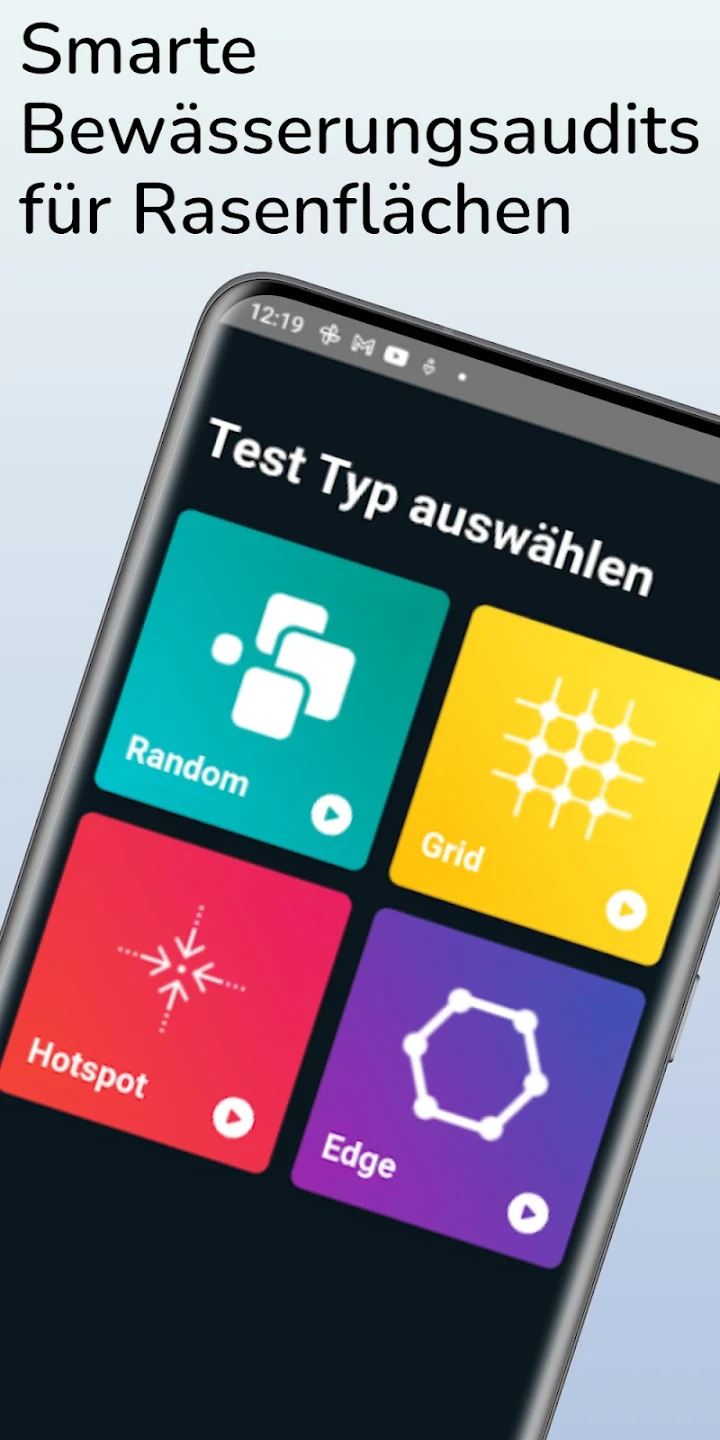 Smarte
Bewässerungsaudits
für Rasenflächen
12:19
Test Typ auswählen
Random
Grid
Hotspot
Edge